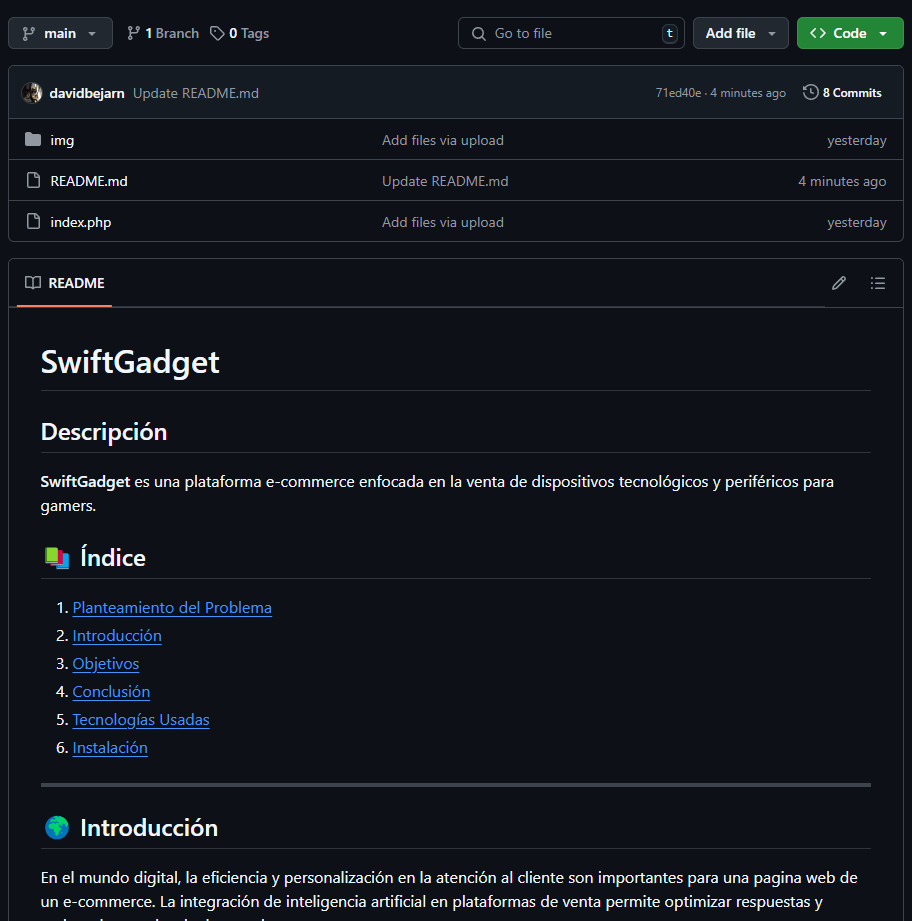 main
1 Branch
0 Tags
Go to file
t
Add file
Code
davidbejarn Update README.md
71ed40e · 4 minutes ago
8 Commits
img
Add files via upload
yesterday
README.md
Update README.md
4 minutes ago
index.php
Add files via upload
yesterday
README
SwiftGadget
Descripción
SwiftGadget es una plataforma e-commerce enfocada en la venta de dispositivos tecnológicos y periféricos para
gamers.
Índice
1. Planteamiento del Problema
2. Introducción
3. Objetivos
4. Conclusión
5. Tecnologías Usadas
6. Instalación
Introducción
En el mundo digital, la eficiencia y personalización en la atención al cliente son importantes para una pagina web de
un e-commerce. La integración de inteligencia artificial en plataformas de venta permite optimizar respuestas y